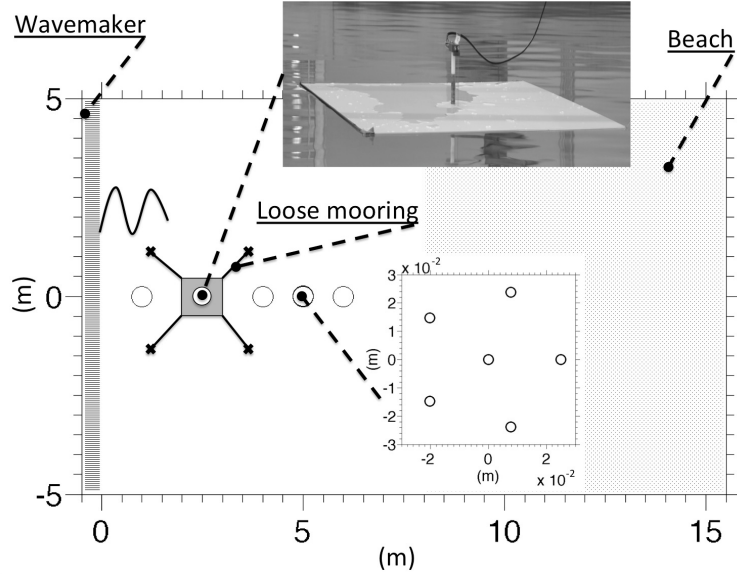 Wavemaker
Beach
5
Loose mooring
(m)
0
-5
0
5
10
15
(m)
x 10⁻²
3
2
1
0
-1
-2
-3
(m)
-2
0
2
x 10⁻²
(m)